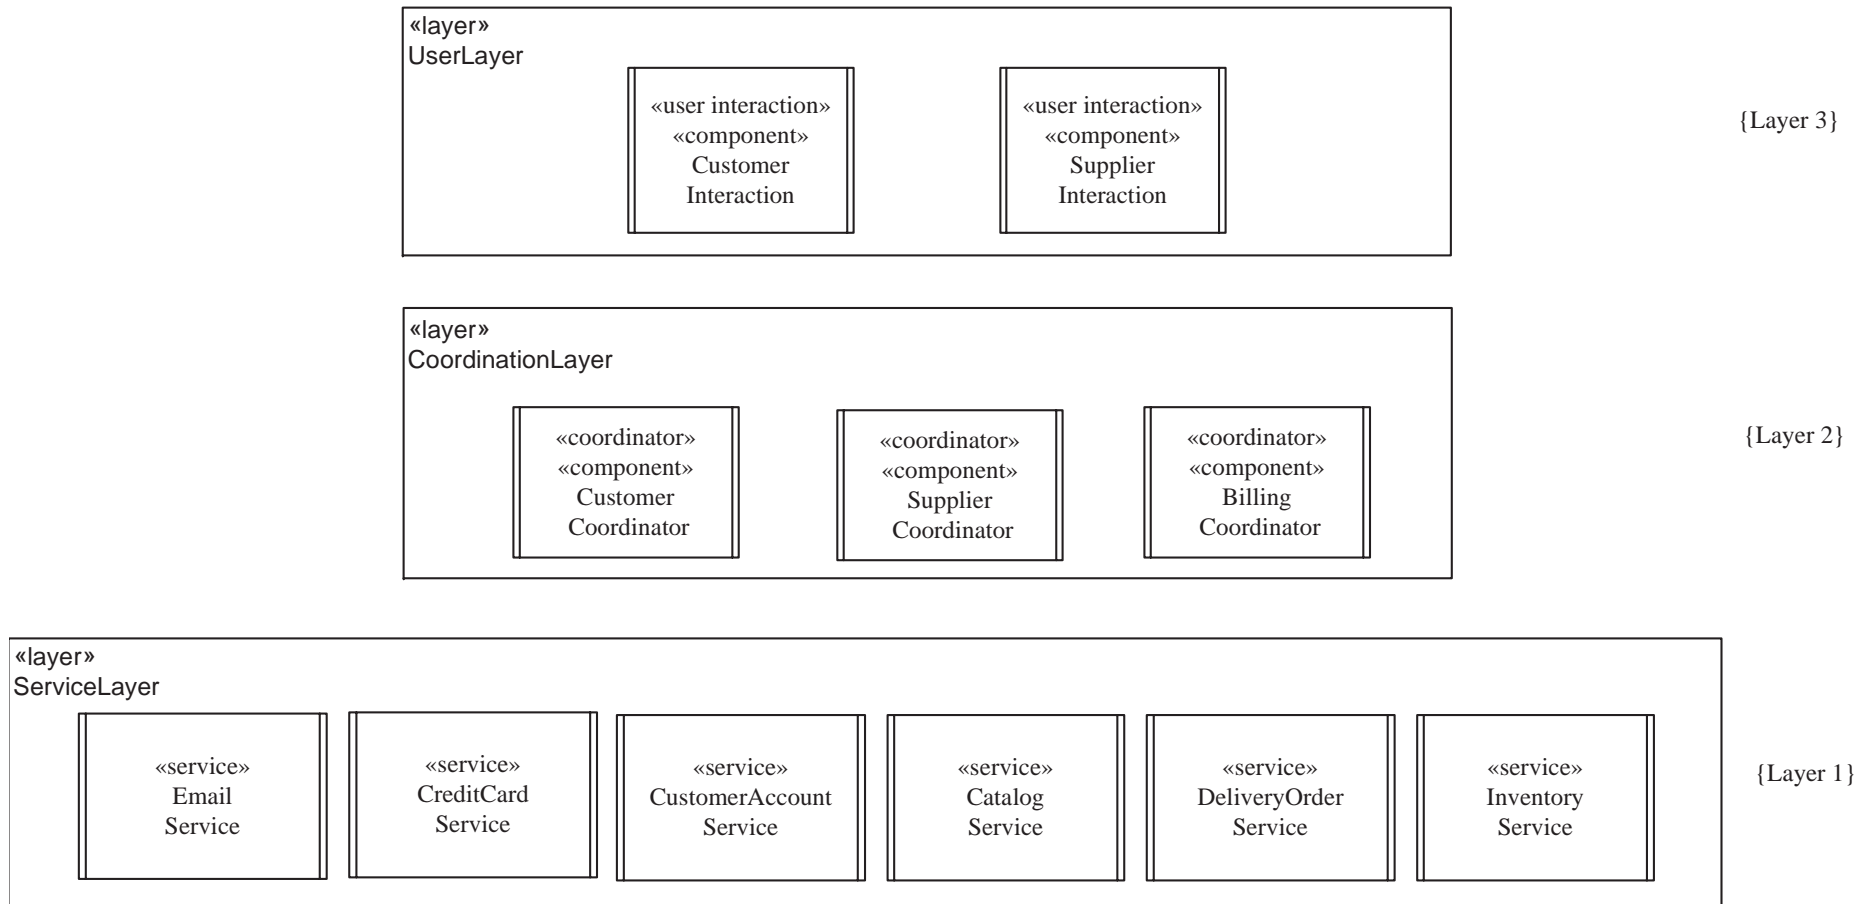 «layer»
UserLayer
«user interaction»
«component»
Customer
Interaction
«user interaction»
«component»
Supplier
Interaction
{Layer 3}
«layer»
CoordinationLayer
«coordinator»
«component»
Customer
Coordinator
«coordinator»
«component»
Supplier
Coordinator
«coordinator»
«component»
Billing
Coordinator
{Layer 2}
«layer»
ServiceLayer
«service»
Email
Service
«service»
CreditCard
Service
«service»
CustomerAccount
Service
«service»
Catalog
Service
«service»
DeliveryOrder
Service
«service»
Inventory
Service
{Layer 1}